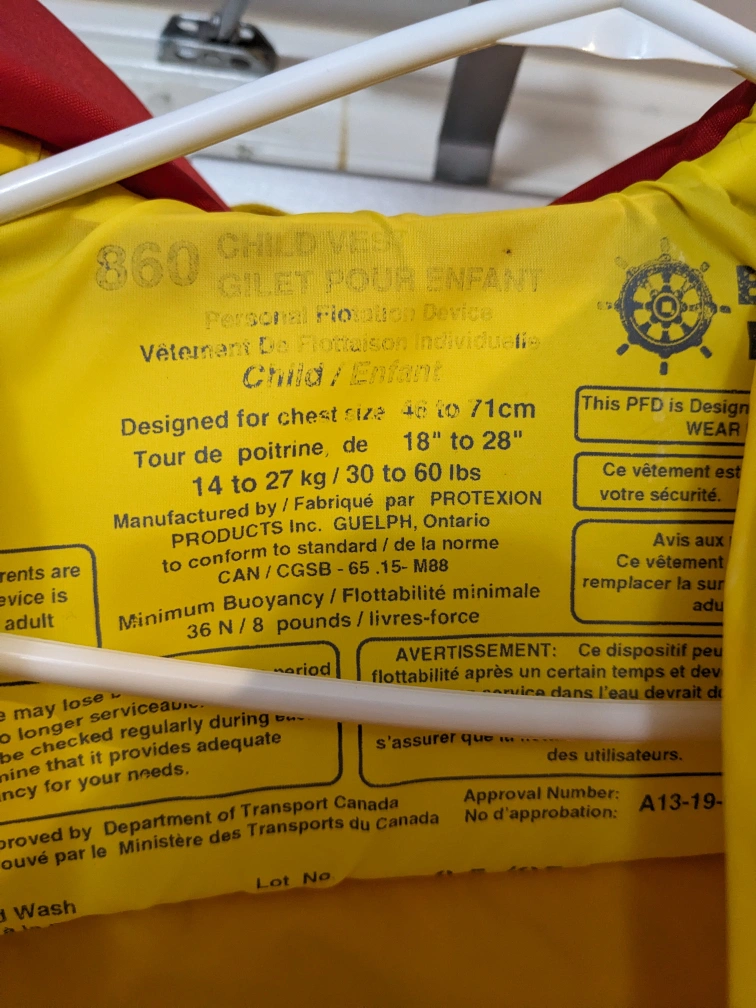 860
CHILD VEST
GILET POUR ENFANT
Personal Flotation Device
Vêtement De Flottaison individuelle
Child / Enfant
Designed for chest size 46 to 71cm
Tour de poitrine, de 18" to 28"
14 to 27 kg / 30 to 60 lbs
Manufactured by / Fabriqué par PROTEXION
PRODUCTS Inc. GUELPH, Ontario
to conform to standard / de la norme
CAN / CGSB - 65 .15- M88
Minimum Buoyancy / Flottabilité minimale
36 N / 8 pounds / livres-force
This PFD is Design
WEAR
Ce vêtement est
votre sécurité.
Avis aux
Ce vêtement
remplacer la sur
adu
rents are
evice is
adult
period
e may lose
o longer serviceable.
be checked regularly during
mine that it provides adequate
ncy for your needs.
AVERTISSEMENT: Ce dispositif peu
flottabilité après un certain temps et dev
service dans l'eau devrait
s'assurer que
des utilisateurs.
proved by Department of Transport Canada
ouvé par le Ministère des Transports du Canada
Approval Number:
No d'approbation: A13-19-
Lot No
d Wash